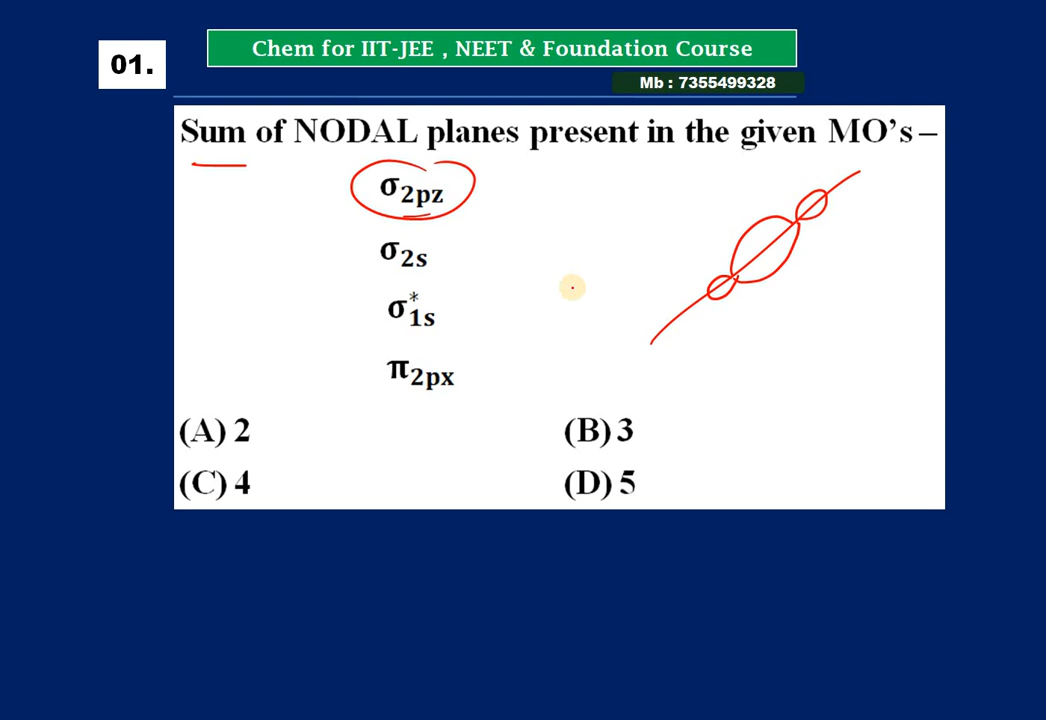 Chem for IIT-JEE , NEET & Foundation Course
01.
Mb : 7355499328
Sum of NODAL planes present in the given MO's –
σ2pz
σ2s
σ*1s
π2px
(A) 2 (B) 3
(C) 4 (D) 5